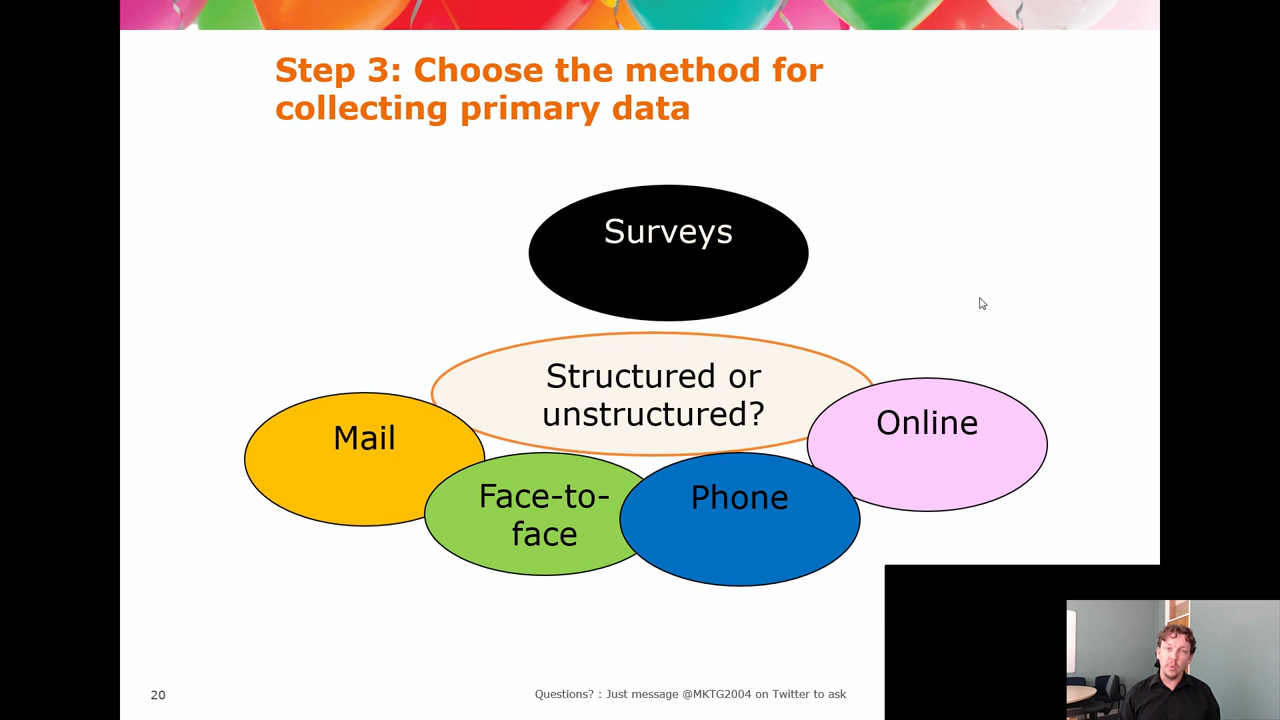 Step 3: Choose the method for
collecting primary data
Surveys
Structured or
unstructured?
Mail
Online
Face-to-
face
Phone
20
Questions? : Just message @MKTG2004 on Twitter to ask